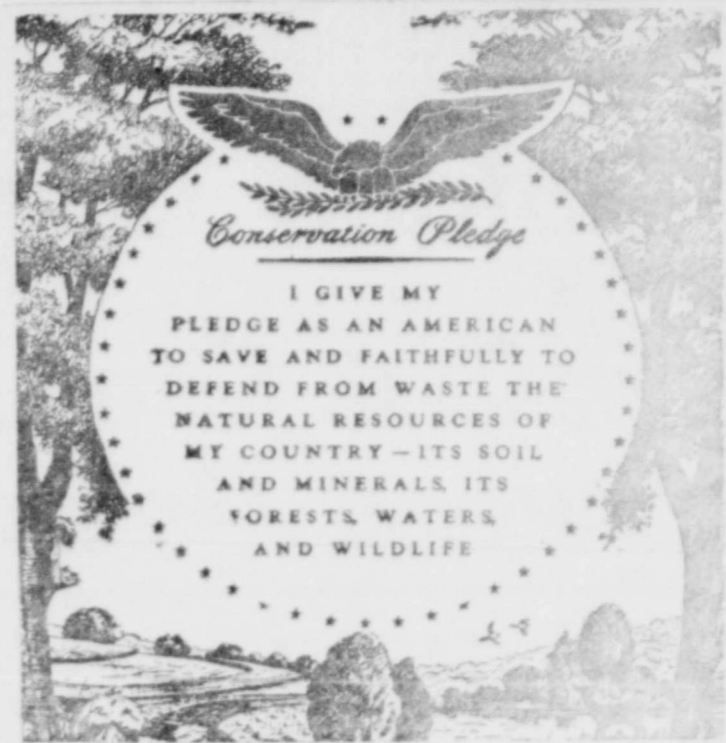 Conservation Pledge
I GIVE MY
PLEDGE AS AN AMERICAN
TO SAVE AND FAITHFULLY TO
DEFEND FROM WASTE THE
NATURAL RESOURCES OF
MY COUNTRY – ITS SOIL
AND MINERALS, ITS
FORESTS, WATERS,
AND WILDLIFE